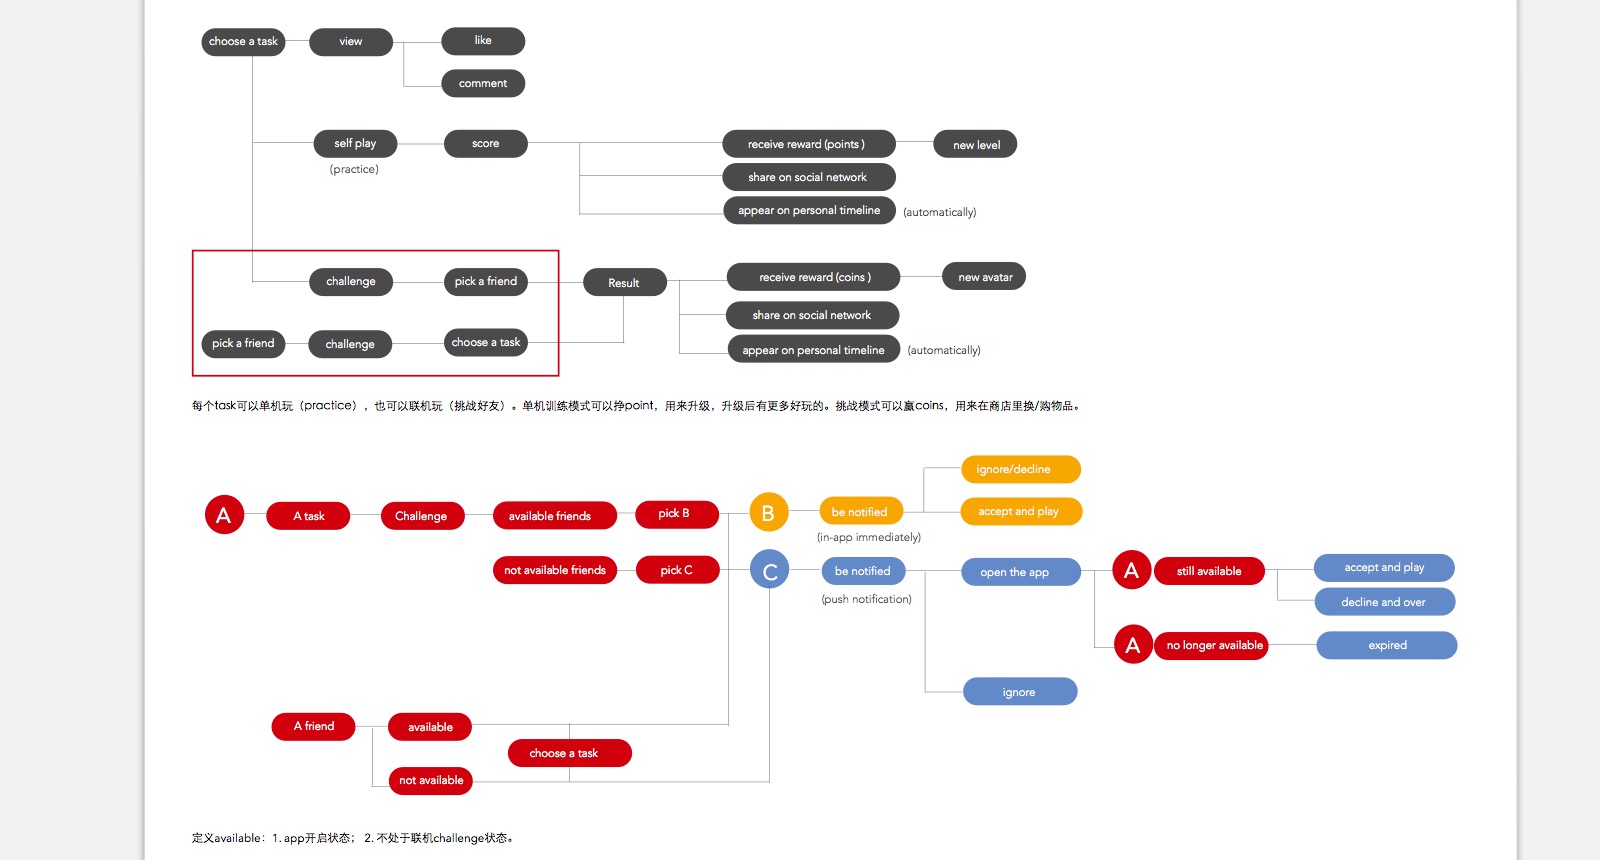 choose a task
view
like
comment
self play
score
receive reward (points )
new level
(practice)
share on social network
appear on personal timeline
(automatically)
challenge
pick a friend
Result
receive reward (coins )
new avatar
share on social network
pick a friend
challenge
choose a task
appear on personal timeline
(automatically)
每个task可以单机玩（practice），也可以联机玩（挑战好友）。单机训练模式可以挣point，用来升级，升级后有更多好玩的。挑战模式可以赢coins，用来在商店里换/购物品。
ignore/decline
A
A task
Challenge
available friends
pick B
B
be notified
accept and play
(in-app immediately)
not available friends
pick C
C
be notified
open the app
A
still available
accept and play
(push notification)
decline and over
A
no longer available
expired
ignore
A friend
available
choose a task
not available
定义available：1. app开启状态； 2. 不处于联机challenge状态。